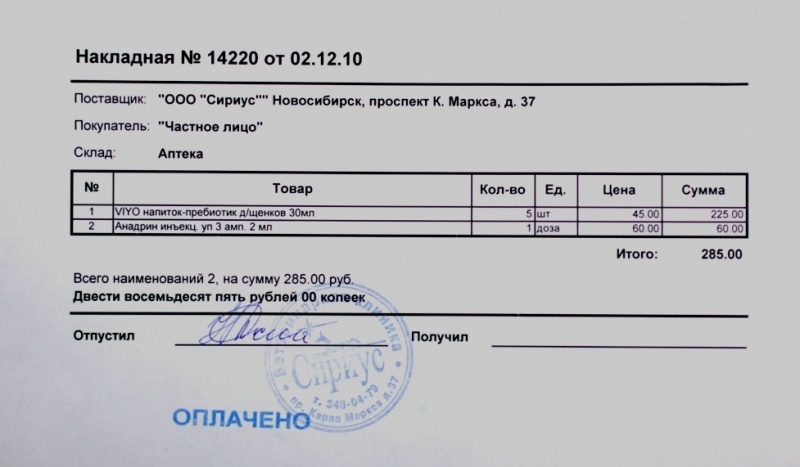 Накладная № 14220 от 02.12.10
Поставщик: "ООО "Сириус"" Новосибирск, проспект К. Маркса, д. 37
Покупатель: "Частное лицо"
Склад: Аптека
№ Товар Кол-во Ед. Цена Сумма
1 VIYO напиток-пребиотик д/щенков 30мл 5 шт 45.00 225.00
2 Анадрин инъекц. уп 3 амп. 2 мл 1 доза 60.00 60.00
Итого: 285.00
Всего наименований 2, на сумму 285.00 руб.
Двести восемьдесят пять рублей 00 копеек
Отпустил Получил
Ветеринарная клиника
Сириус
т. 346-04-79
пр. Карла Маркса д.37
ОПЛАЧЕНО